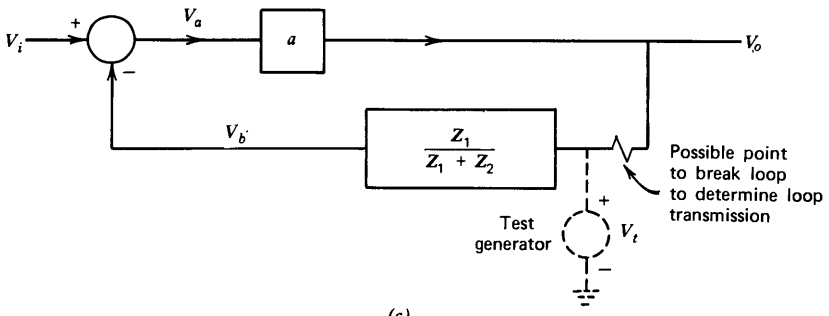 V_i
+
−
V_a
a
V_o
V_b
Z_1
Z_1 + Z_2
Possible point
to break loop
to determine loop
transmission
Test
generator
+
V_t
−